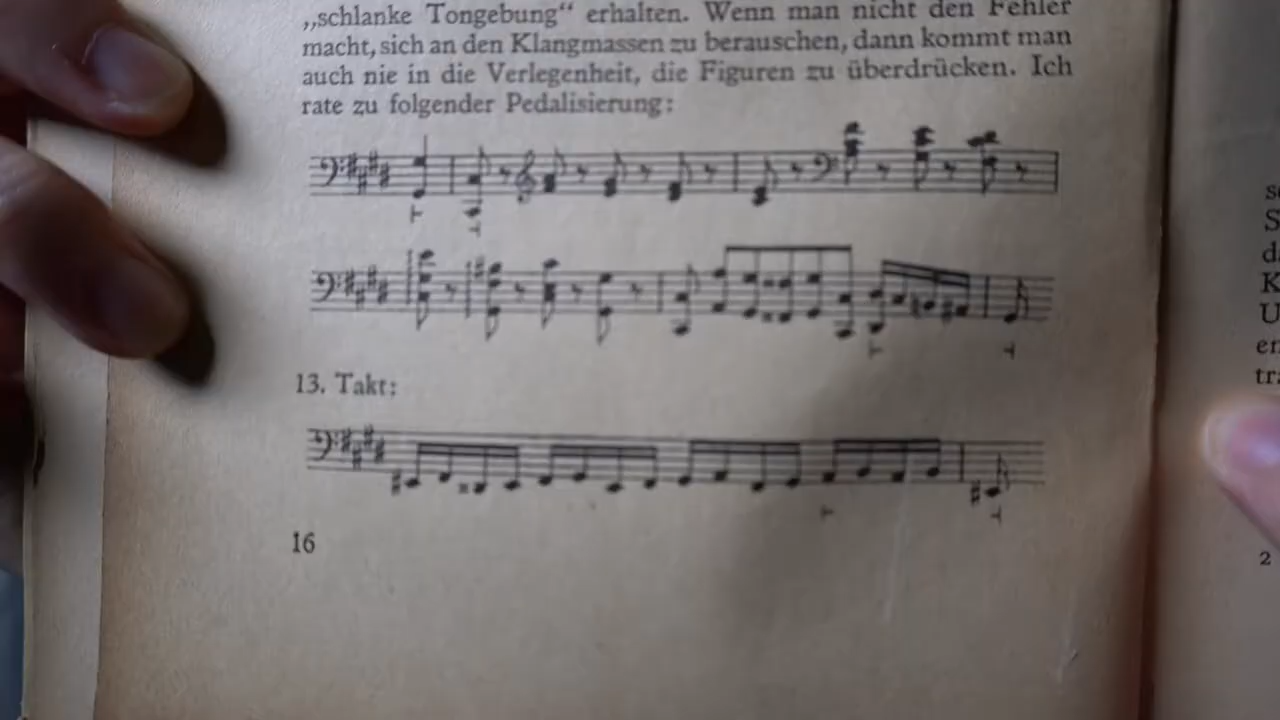 „schlanke Tongebung“ erhalten. Wenn man nicht den Fehler
macht, sich an den Klangmassen zu berauschen, dann kommt man
auch nie in die Verlegenheit, die Figuren zu überdrücken. Ich
rate zu folgender Pedalisierung:
13. Takt:
16
2